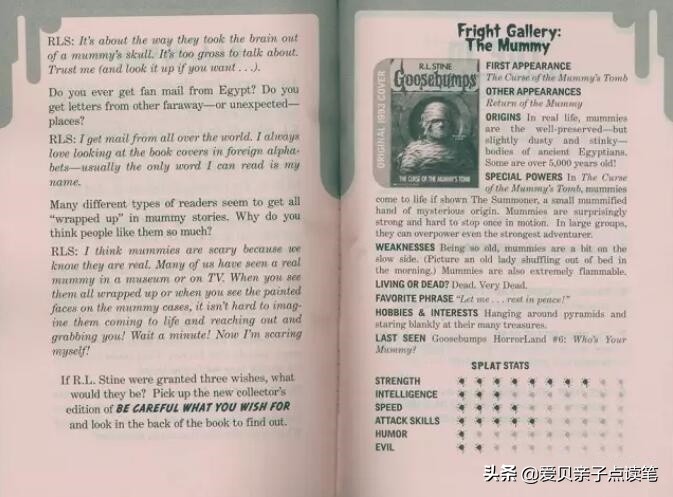 RLS: It's about the way they took the brain out
of a mummy's skull. It's too gross to talk about.
Trust me (and look it up if you want . . .).
Do you ever get fan mail from Egypt? Do you
get letters from other faraway—or unexpected—
places?
RLS: I get mail from all over the world. I always
love looking at the book covers in foreign alpha-
bets—usually the only word I can read is my
name.
Many different types of readers seem to get all
"wrapped up" in mummy stories. Why do you
think people like them so much?
RLS: I think mummies are scary because we
know they are real. Many of us have seen a real
mummy in a museum or on TV. When you see
them all wrapped up or when you see the painted
faces on the mummy cases, it isn't hard to imag-
ine them coming to life and reaching out and
grabbing you! Wait a minute! Now I'm scaring
myself!
If R.L. Stine were granted three wishes, what
would they be? Pick up the new collector's
edition of BE CAREFUL WHAT YOU WISH FOR
and look in the back of the book to find out.
Fright Gallery:
The Mummy
ORIGINAL 1993 COVER
R.L. STINE
Goosebumps
THE CURSE OF THE MUMMY'S TOMB
FIRST APPEARANCE
The Curse of the Mummy's Tomb
OTHER APPEARANCES
Return of the Mummy
ORIGINS In real life, mummies
are the well-preserved—but
slightly dusty and stinky—
bodies of ancient Egyptians.
Some are over 5,000 years old!
SPECIAL POWERS In The Curse
of the Mummy's Tomb, mummies
come to life if shown The Summoner, a small mummified
hand of mysterious origin. Mummies are surprisingly
strong and hard to stop once in motion. In large groups,
they can overpower even the strongest adventurer.
WEAKNESSES Being so old, mummies are a bit on the
slow side. (Picture an old lady shuffling out of bed in
the morning.) Mummies are also extremely flammable.
LIVING OR DEAD? Dead. Very Dead.
FAVORITE PHRASE "Let me . . . rest in peace!"
HOBBIES & INTERESTS Hanging around pyramids and
staring blankly at their many treasures.
LAST SEEN Goosebumps HorrorLand #6: Who's Your
Mummy?
SPLAT STATS
STRENGTH
INTELLIGENCE
SPEED
ATTACK SKILLS
HUMOR
EVIL
头条 @爱贝亲子点读笔